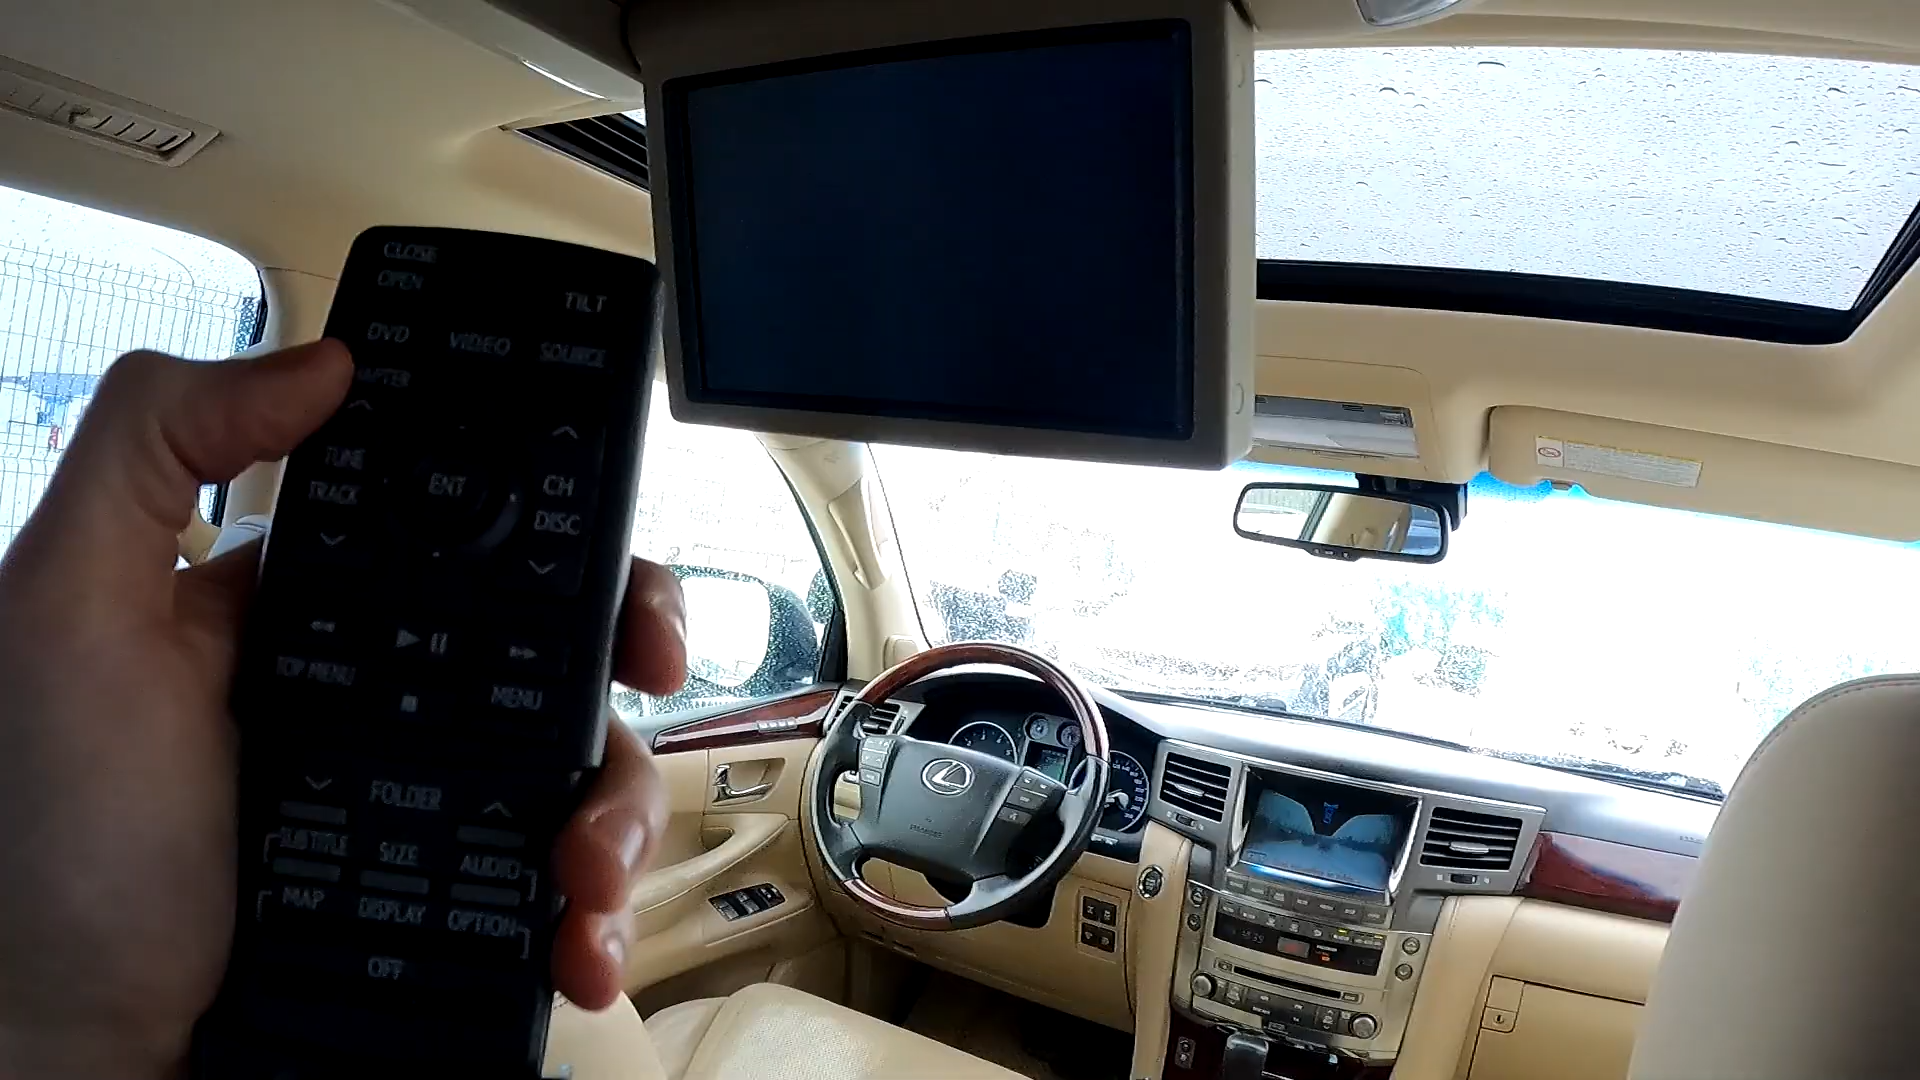 CLOSE
OPEN
TILT
DVD VIDEO SOURCE
APTER
TUNE
TRACK
ENT
CH
DISC
TOP MENU
MENU
FOLDER
SUBTITLE SIZE AUDIO
MAP DISPLAY OPTION
OFF